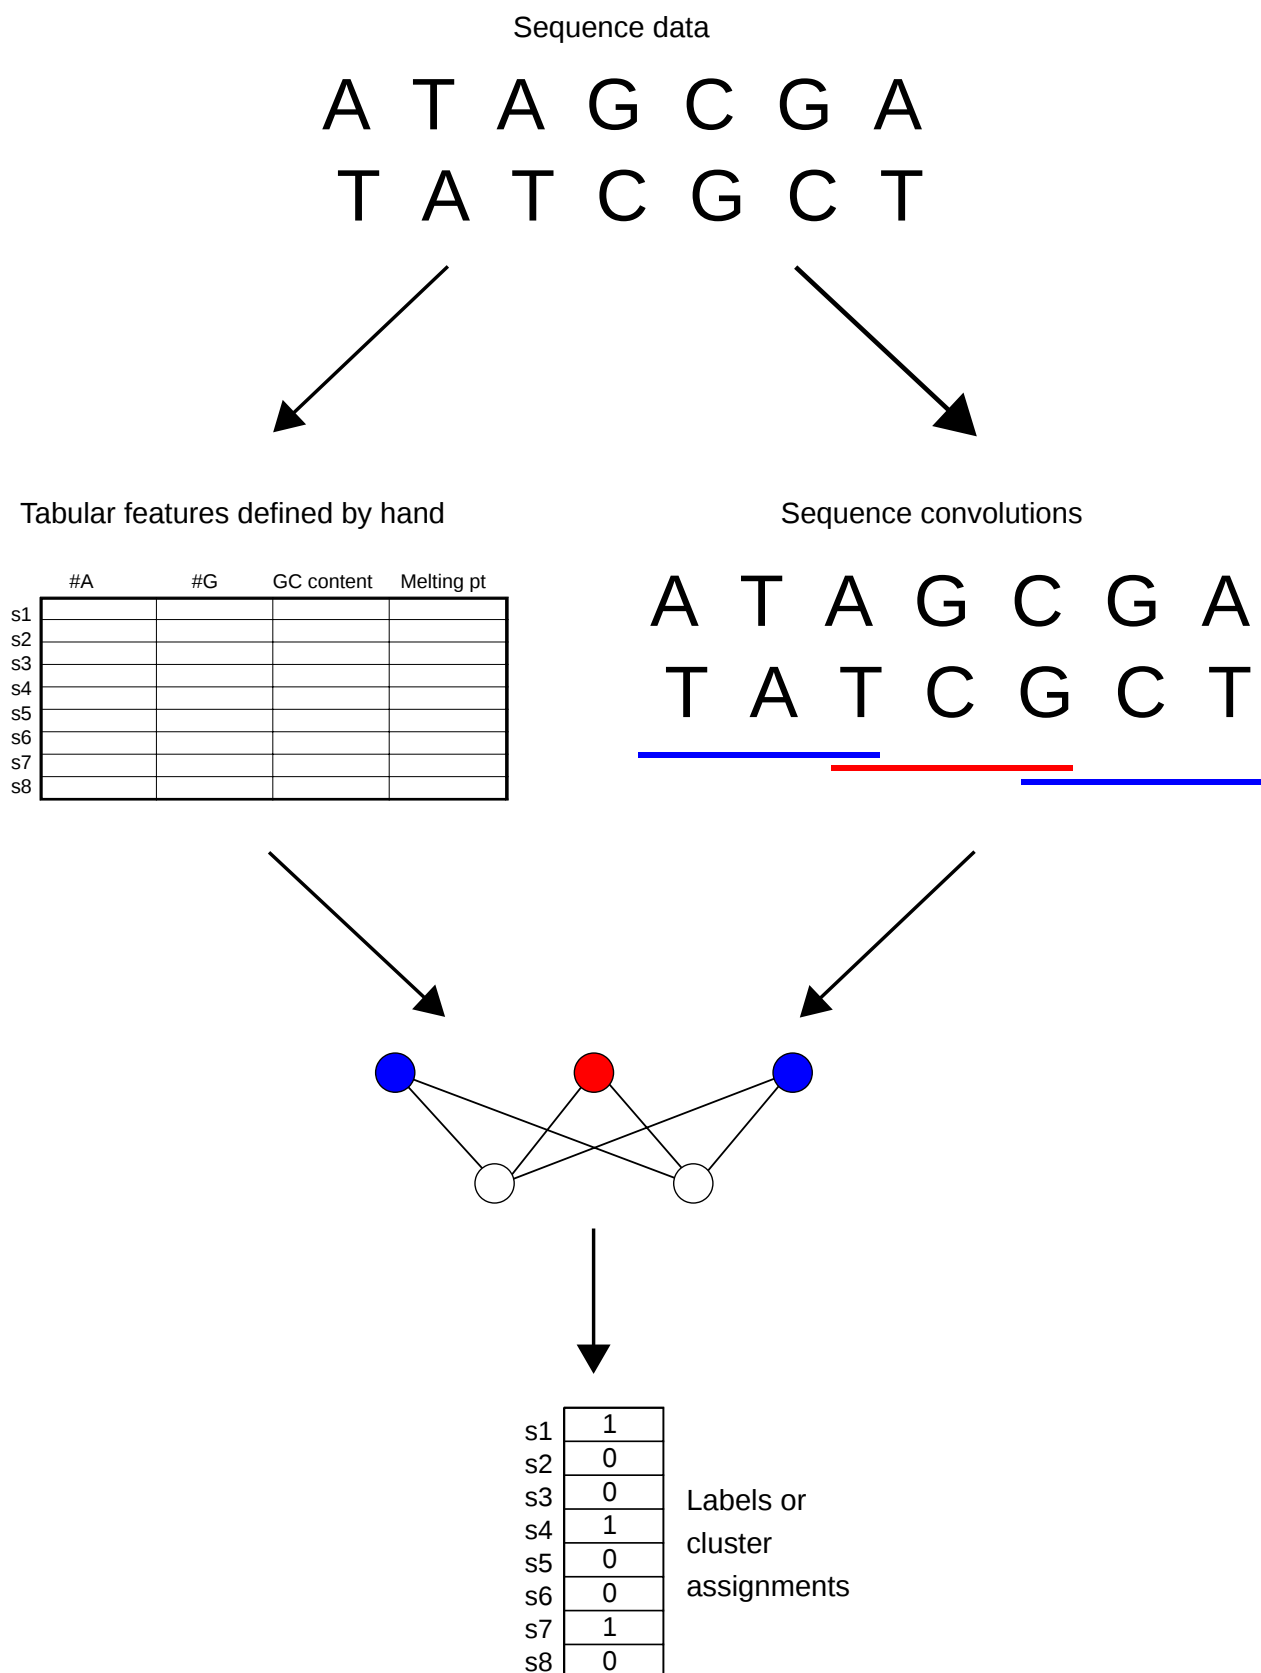 Sequence data
A T A G C G A
T A T C G C T
Tabular features defined by hand
#A #G GC content Melting pt
s1
s2
s3
s4
s5
s6
s7
s8
Sequence convolutions
A T A G C G A
T A T C G C T
s1 1
s2 0
s3 0
s4 1
s5 0
s6 0
s7 1
s8 0
Labels or
cluster
assignments